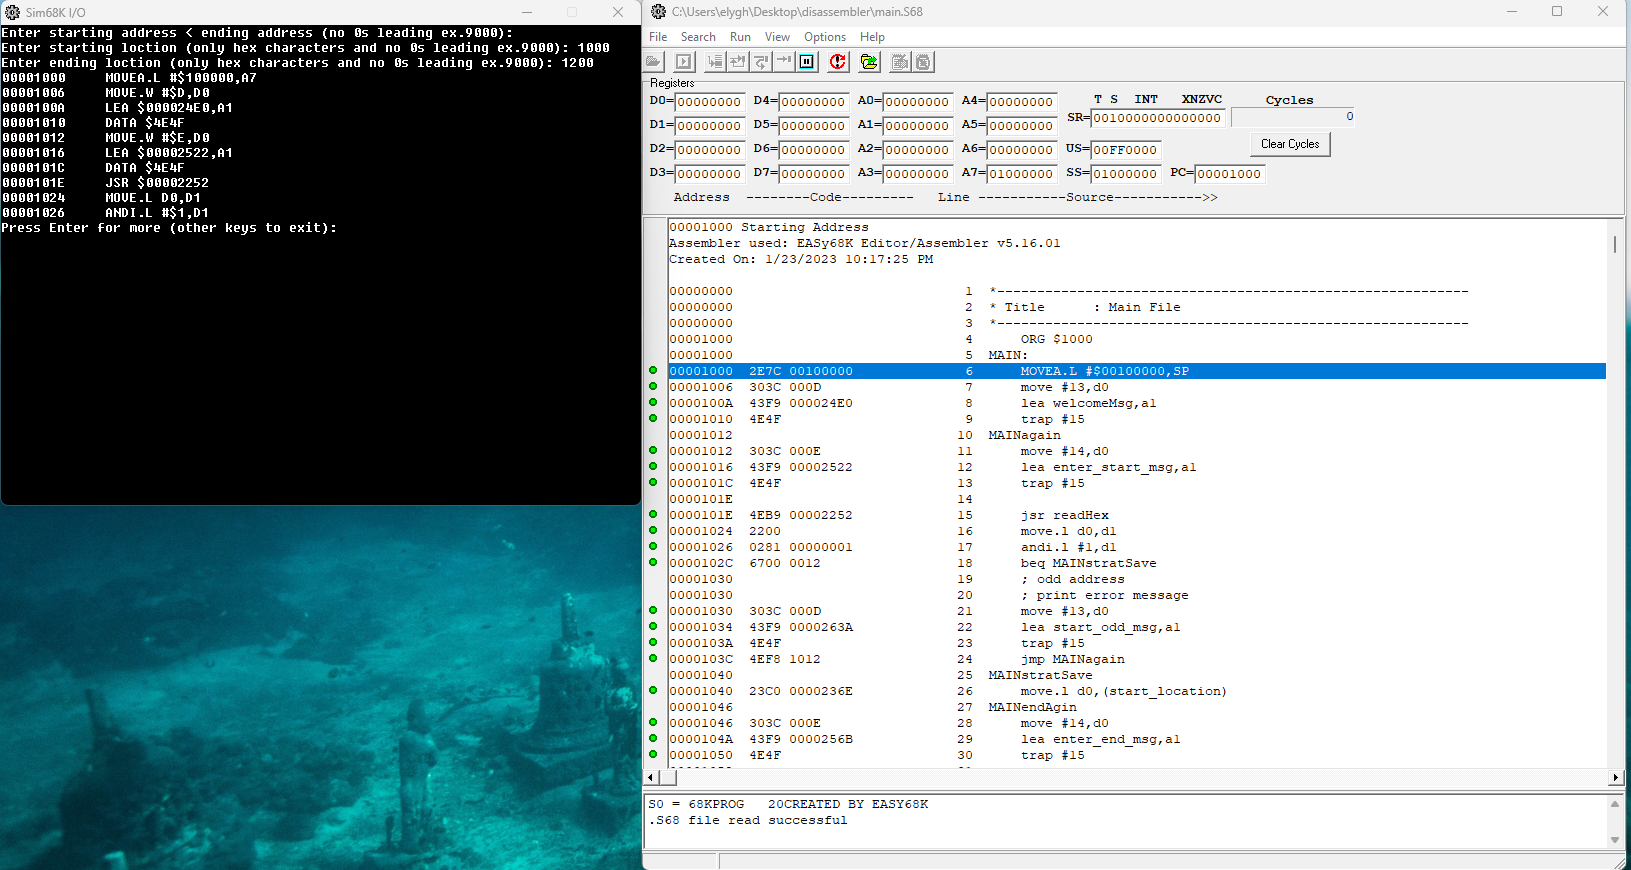 Sim68K I/O
Enter starting address < ending address (no 0s leading ex.9000):
Enter starting loction (only hex characters and no 0s leading ex.9000): 1000
Enter ending loction (only hex characters and no 0s leading ex.9000): 1200
00001000 MOVEA.L #$100000,A7
00001006 MOVE.W #$D,D0
0000100A LEA $000024E0,A1
00001010 DATA $4E4F
00001012 MOVE.W #$E,D0
00001016 LEA $00002522,A1
0000101C DATA $4E4F
0000101E JSR $00002252
00001024 MOVE.L D0,D1
00001026 ANDI.L #$1,D1
Press Enter for more (other keys to exit):
C:\Users\elygh\Desktop\disassembler\main.S68
File Search Run View Options Help
Registers
D0=00000000 D4=00000000 A0=00000000 A4=00000000 T S INT XNZVC Cycles
D1=00000000 D5=00000000 A1=00000000 A5=00000000 SR=0010000000000000 0
D2=00000000 D6=00000000 A2=00000000 A6=00000000 US=00FF0000 Clear Cycles
D3=00000000 D7=00000000 A3=00000000 A7=01000000 SS=01000000 PC=00001000
Address --------Code--------- Line -----------Source----------->>
00001000 Starting Address
Assembler used: EASy68K Editor/Assembler v5.16.01
Created On: 1/23/2023 10:17:25 PM
00000000 1 *-----------------------------------------------------------
00000000 2 * Title : Main File
00000000 3 *-----------------------------------------------------------
00001000 4 ORG $1000
00001000 5 MAIN:
00001000 2E7C 00100000 6 MOVEA.L #$00100000,SP
00001006 303C 000D 7 move #13,d0
0000100A 43F9 000024E0 8 lea welcomeMsg,a1
00001010 4E4F 9 trap #15
00001012 10 MAINagain
00001012 303C 000E 11 move #14,d0
00001016 43F9 00002522 12 lea enter_start_msg,a1
0000101C 4E4F 13 trap #15
0000101E 14
0000101E 4EB9 00002252 15 jsr readHex
00001024 2200 16 move.l d0,d1
00001026 0281 00000001 17 andi.l #1,d1
0000102C 6700 0012 18 beq MAINstratSave
00001030 19 ; odd address
00001030 20 ; print error message
00001030 303C 000D 21 move #13,d0
00001034 43F9 0000263A 22 lea start_odd_msg,a1
0000103A 4E4F 23 trap #15
0000103C 4EF8 1012 24 jmp MAINagain
00001040 25 MAINstratSave
00001040 23C0 0000236E 26 move.l d0,(start_location)
00001046 27 MAINendAgin
00001046 303C 000E 28 move #14,d0
0000104A 43F9 0000256B 29 lea enter_end_msg,a1
00001050 4E4F 30 trap #15
S0 = 68KPROG 20CREATED BY EASY68K
.S68 file read successful